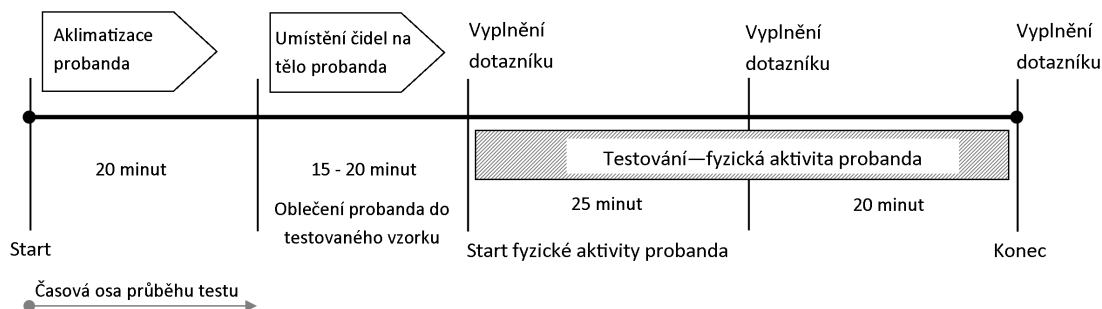 Aklimatizace
probanda
Umístění čidel na
tělo probanda
Vyplnění
dotazníku
Vyplnění
dotazníku
Vyplnění
dotazníku
Testování—fyzická aktivita probanda
20 minut
15 - 20 minut
25 minut
20 minut
Oblečení probanda do
testovaného vzorku
Start
Start fyzické aktivity probanda
Konec
Časová osa průběhu testu